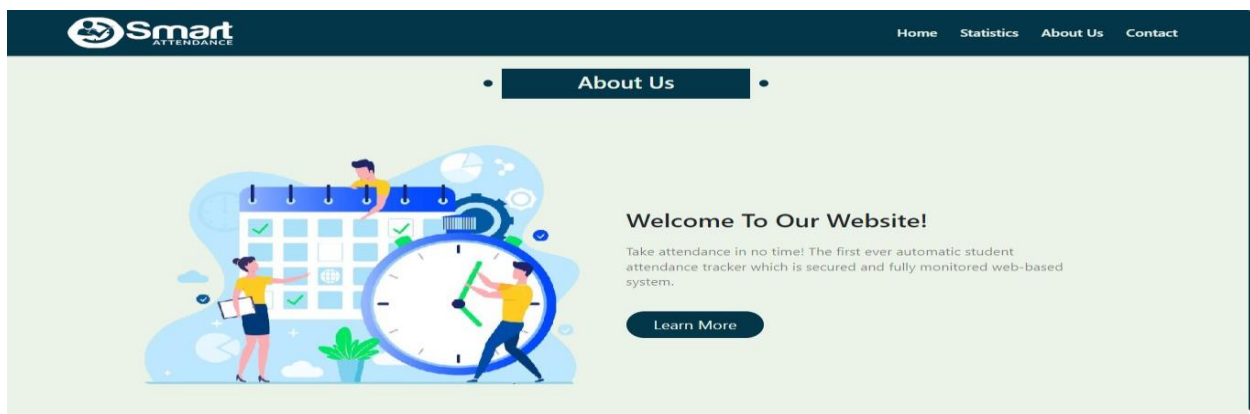 Smart
ATTENDANCE
Home Statistics About Us Contact
About Us
Welcome To Our Website!
Take attendance in no time! The first ever automatic student
attendance tracker which is secured and fully monitored web-based
system.
Learn More